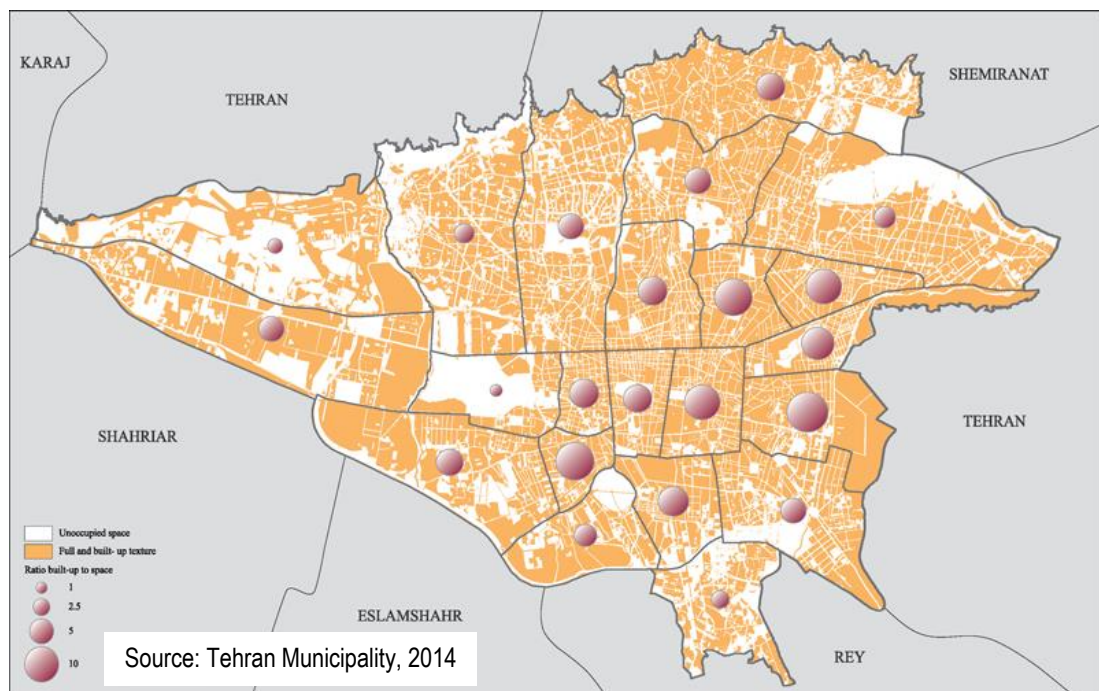 KARAJ
TEHRAN
SHEMIRANAT
SHAHRIAR
TEHRAN
ESLAMSHAHR
REY
Unoccupied space
Full and built- up texture
Ratio built-up to space
1
2.5
5
10
Source: Tehran Municipality, 2014